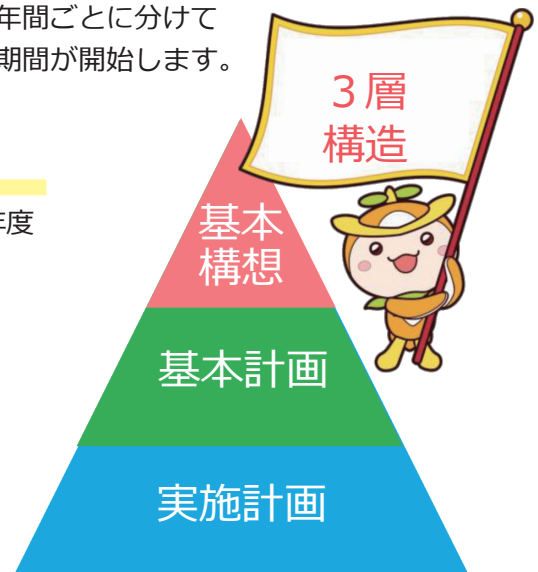 年間ごとに分けて
期間が開始します。
３層
構造
年度
基本
構想
基本計画
実施計画